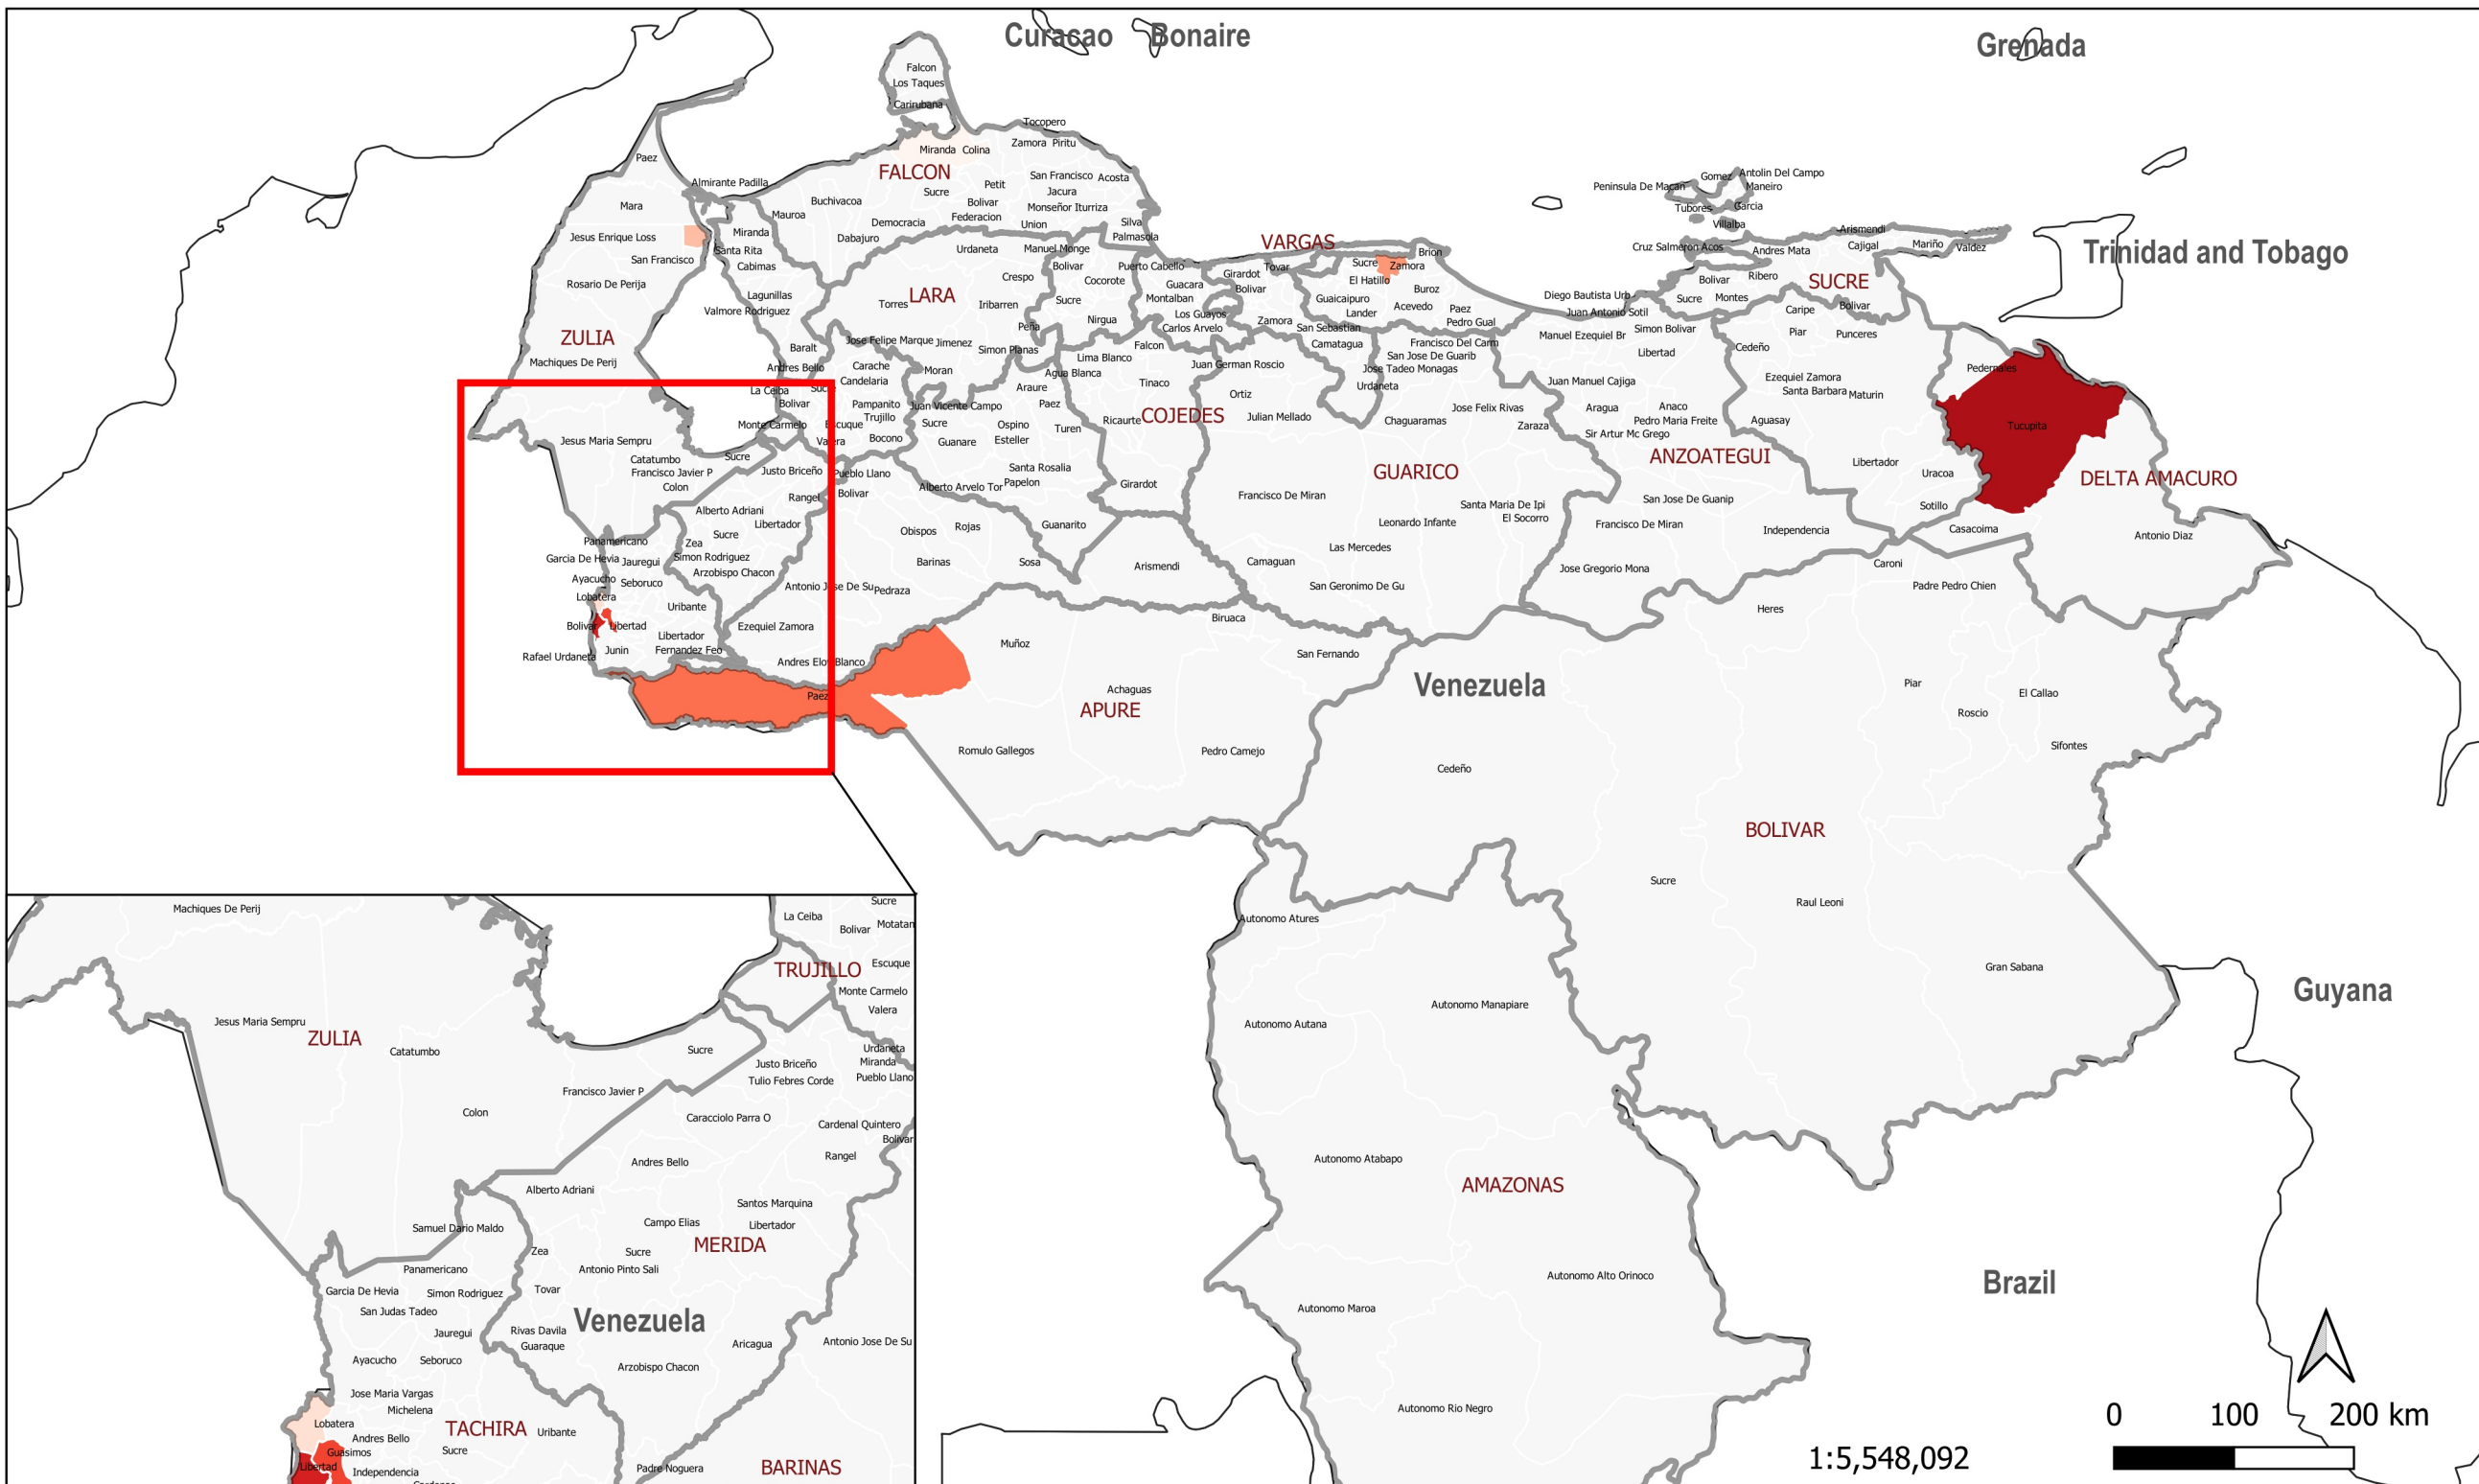 Curacao
Bonaire
Grenada
Falcon
Los Taques
Carirubana
Tocopero
Miranda Colina
Zamora Piritu
Paez
FALCON
Almirante Padilla
San Francisco Acosta
Petit
Sucre
Jacura
Buchivacoa
Bolivar
Monseñor Iturriza
Mara
Mauroa
Federacion
Democracia
Union
Silva
Miranda
Dabajuro
Palmasola
Jesus Enrique Loss
Santa Rita
Urdaneta
Manuel Monge
San Francisco
Cabimas
Bolivar
Puerto Cabello
Rosario De Perija
Crespo
Cocorote
Guacara
Lagunillas
LARA
Torres
Iribarren
Sucre
Montalban
Valmore Rodriguez
Los Guayos
Nirgua
Carlos Arvelo
Peña
ZULIA
Jose Felipe Marque
Jimenez
Simon Planas
Falcon
Baralt
Machiques De Perij
Andres Bello
Carache
Candelaria
Moran
Lima Blanco
Agua Blanca
Araure
Tinaco
VARGAS
Girardot
Tovar
Bolivar
Sucre
Zamora
Brion
El Hatillo
Buroz
Guaicaipuro
Lander
Acevedo
Paez
Pedro Gual
Zamora
San Sebastian
Camatagua
Francisco Del Carm
San Jose De Guarib
Jose Tadeo Monagas
Juan German Roscio
Urdaneta
Ortiz
Peninsula De Macan
Gomez
Antolin Del Campo
Maneiro
Tubores
Garcia
Villalba
Arismendi
Cruz Salmeron Acos
Andres Mata
Cajigal
Mariño
Valdez
Trinidad and Tobago
Bolivar
Ribero
SUCRE
Diego Bautista Urb
Sucre
Montes
Juan Antonio Sotil
Caripe
Bolivar
Manuel Ezequiel Br
Simon Bolivar
Piar
Punceres
Libertad
Cedeño
Pedernales
Juan Manuel Cajiga
Ezequiel Zamora
Santa Barbara
Maturin
La Ceiba
Sucre
Bolivar
Pampanito
Trujillo
Juan Vicente Campo
Paez
Ricaurte
COJEDES
Julian Mellado
Jose Felix Rivas
Chaguaramas
Zaraza
Aragua
Anaco
Pedro Maria Freite
Sir Artur Mc Grego
Aguasay
Tucupita
Monte Carmelo
Escuque
Valera
Bocono
Sucre
Guanare
Ospino
Esteller
Turen
Jesus Maria Sempru
Catatumbo
Francisco Javier P
Colon
Sucre
Justo Briceño
Pueblo Llano
Santa Rosalia
Papelon
Alberto Arvelo Tor
Girardot
GUARICO
ANZOATEGUI
Libertador
Uracoa
DELTA AMACURO
Rangel
Bolivar
Francisco De Miran
San Jose De Guanip
Santa Maria De Ipi
El Socorro
Sotillo
Alberto Adriani
Libertador
Sucre
Obispos
Rojas
Guanarito
Leonardo Infante
Francisco De Miran
Independencia
Casacoima
Antonio Diaz
Panamericano
Zea
Simon Rodriguez
Garcia De Hevia
Jauregui
Arzobispo Chacon
Barinas
Sosa
Arismendi
Las Mercedes
Camaguan
Jose Gregorio Mona
Caroni
Ayacucho
Seboruco
Antonio Jose De Su
Pedraza
San Geronimo De Gu
Padre Pedro Chien
Lobatera
Uribante
Heres
Bolivar
Libertad
Libertador
Ezequiel Zamora
Biruaca
Rafael Urdaneta
Junin
Fernandez Feo
Andres Eloy Blanco
Muñoz
San Fernando
Paez
Achaguas
APURE
Venezuela
Piar
El Callao
Roscio
Romulo Gallegos
Pedro Camejo
Cedeño
Sifontes
BOLIVAR
Sucre
Raul Leoni
Gran Sabana
Guyana
Autonomo Atures
Autonomo Manapiare
Autonomo Autana
Autonomo Atabapo
AMAZONAS
Autonomo Alto Orinoco
Autonomo Maroa
Autonomo Rio Negro
Brazil
Machiques De Perij
Sucre
La Ceiba
Bolivar
Motatan
TRUJILLO
Escuque
Monte Carmelo
Valera
Jesus Maria Sempru
ZULIA
Catatumbo
Sucre
Urdaneta
Miranda
Justo Briceño
Pueblo Llano
Tulio Febres Corde
Francisco Javier P
Colon
Caracciolo Parra O
Cardenal Quintero
Bolivar
Rangel
Andres Bello
Alberto Adriani
Santos Marquina
Samuel Dario Maldo
Campo Elias
Libertador
MERIDA
Zea
Sucre
Antonio Pinto Sali
Panamericano
Garcia De Hevia
Simon Rodriguez
Tovar
San Judas Tadeo
Venezuela
Jauregui
Rivas Davila
Guaraque
Aricagua
Antonio Jose De Su
Ayacucho
Seboruco
Arzobispo Chacon
Jose Maria Vargas
Michelena
Lobatera
TACHIRA
Uribante
Andres Bello
Guasimos
Sucre
Libertad
Independencia
Padre Noguera
BARINAS
0 100 200 km
1:5,548,092